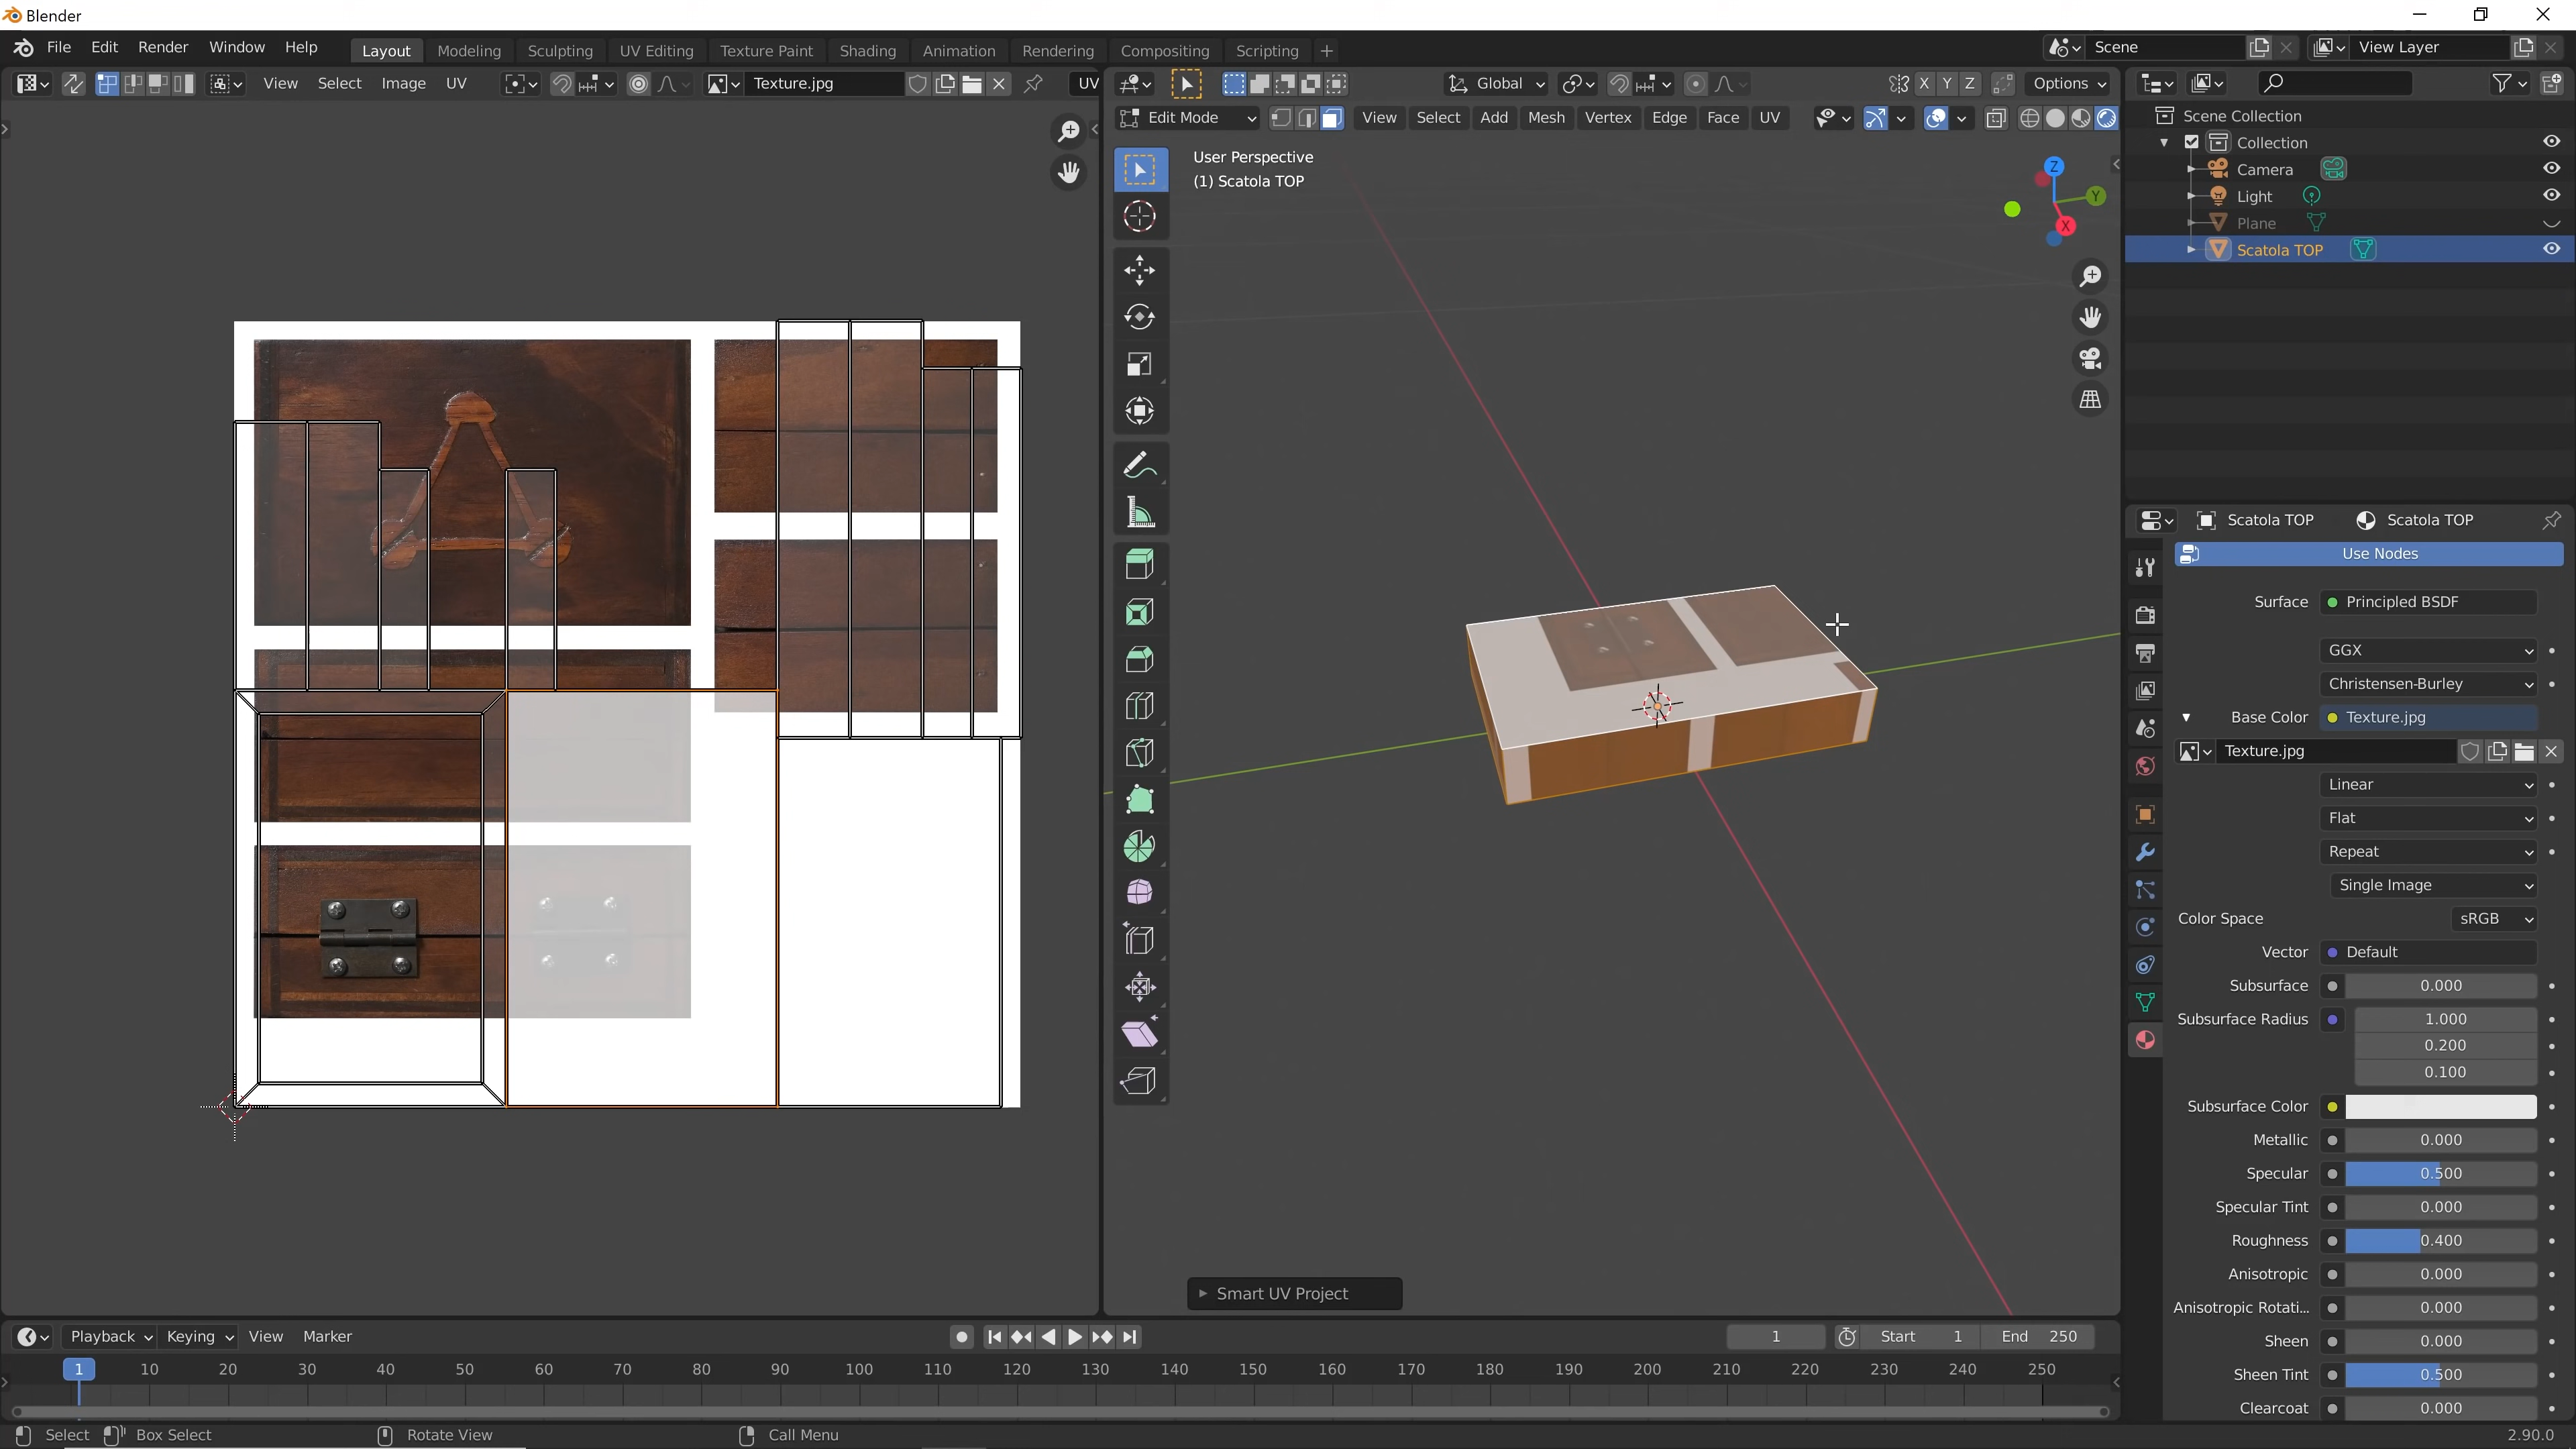 Blender
File Edit Render Window Help Layout Modeling Sculpting UV Editing Texture Paint Shading Animation Rendering Compositing Scripting + Scene View Layer
View Select Image UV Texture.jpg UV Global X Y Z Options
Edit Mode View Select Add Mesh Vertex Edge Face UV
User Perspective
(1) Scatola TOP
Z
Y
X
Scene Collection
Collection
Camera
Light
Plane
Scatola TOP
Scatola TOP Scatola TOP
Use Nodes
Surface Principled BSDF
GGX
Christensen-Burley
Base Color Texture.jpg
Texture.jpg
Linear
Flat
Repeat
Single Image
Color Space sRGB
Vector Default
Subsurface 0.000
Subsurface Radius 1.000
0.200
0.100
Subsurface Color
Metallic 0.000
Specular 0.500
Specular Tint 0.000
Roughness 0.400
Anisotropic 0.000
Anisotropic Rotati... 0.000
Sheen 0.000
Sheen Tint 0.500
Clearcoat 0.000
Smart UV Project
Playback Keying View Marker 1 Start 1 End 250
1 10 20 30 40 50 60 70 80 90 100 110 120 130 140 150 160 170 180 190 200 210 220 230 240 250
Select Box Select Rotate View Call Menu 2.90.0